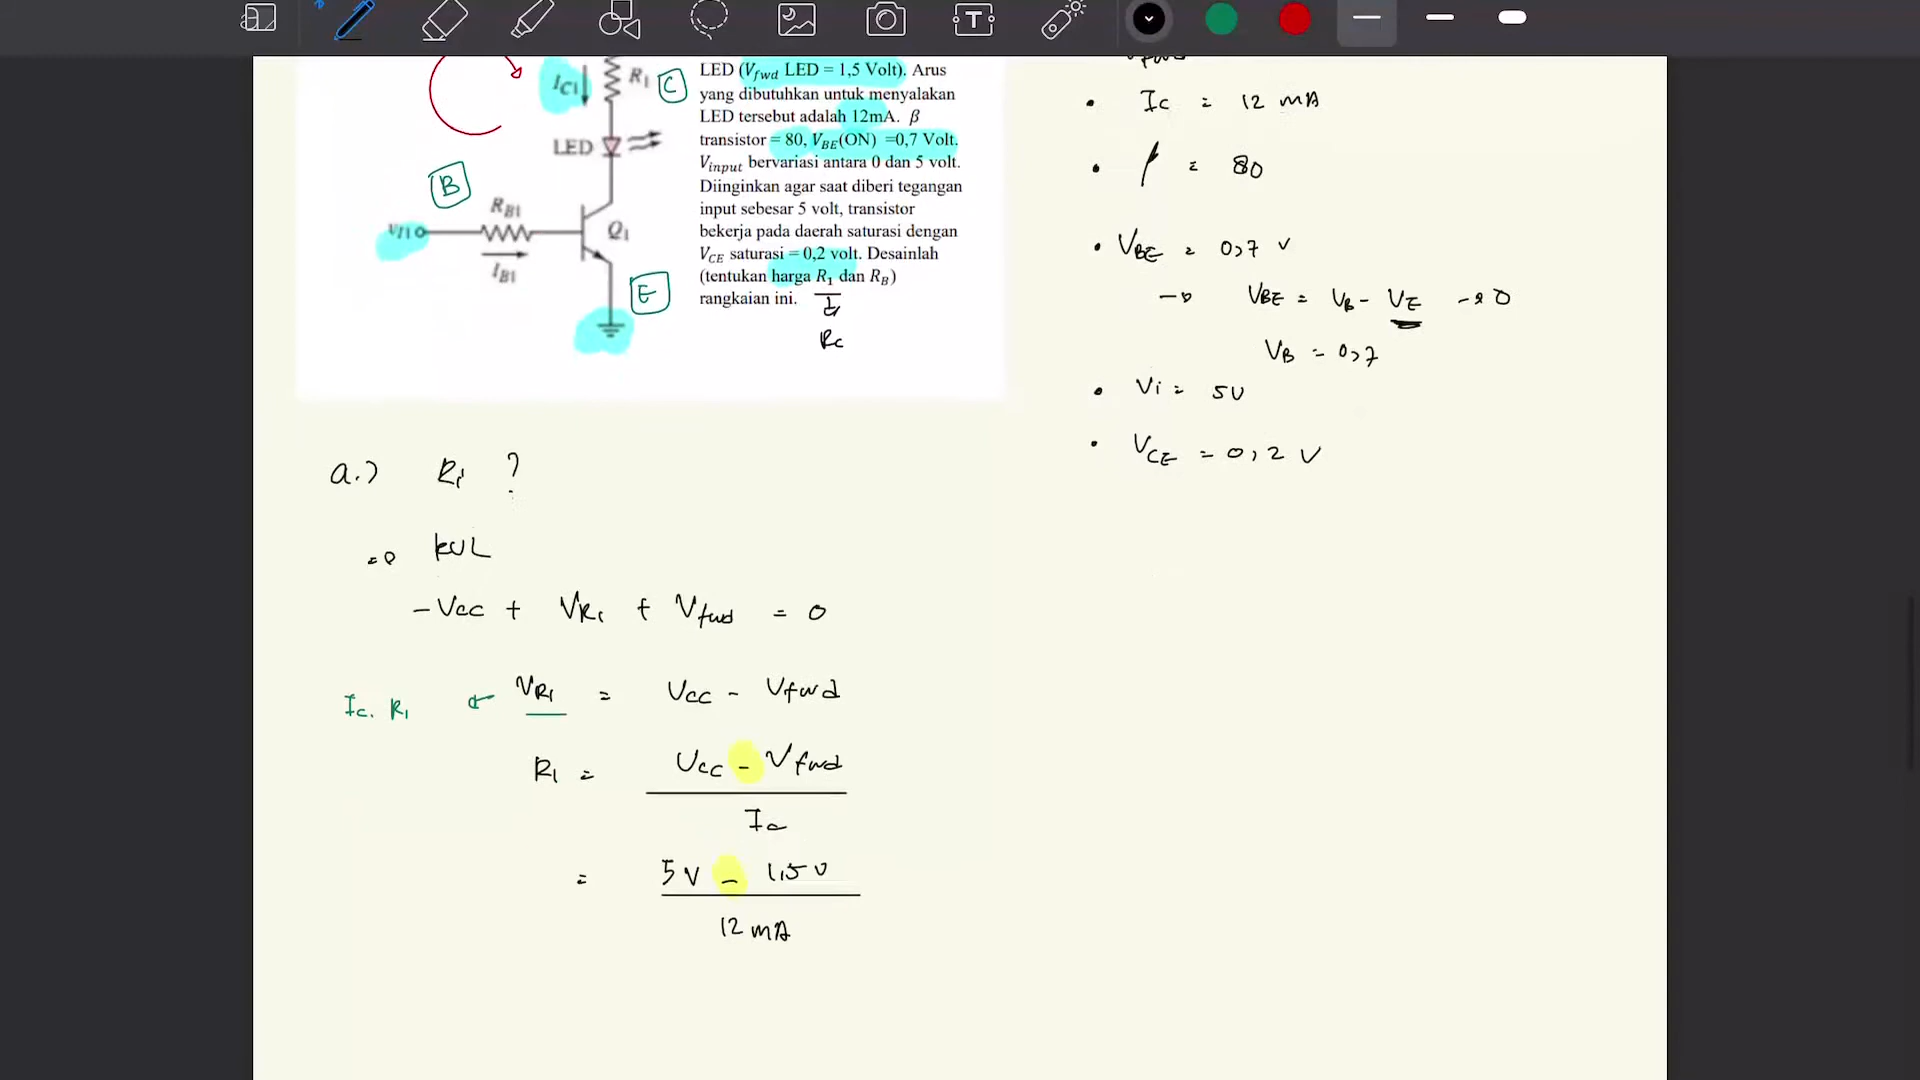 LED (Vfwd LED = 1,5 Volt). Arus
yang dibutuhkan untuk menyalakan
LED tersebut adalah 12mA. β
transistor = 80, VBE(ON) =0,7 Volt.
Vinput bervariasi antara 0 dan 5 volt.
Diinginkan agar saat diberi tegangan
input sebesar 5 volt, transistor
bekerja pada daerah saturasi dengan
VCE saturasi = 0,2 volt. Desainlah
(tentukan harga R1 dan RB)
rangkaian ini.
Rc
IC1
R1
C
LED
B
RB1
vI1
Q1
IB1
E
• Ic = 12 mA
• β = 80
• VBE = 0,7 V
VBE = VB - VE → 0
VB = 0,7
• Vi = 5V
• VCE = 0,2 V
a.) R1 ?
⇒ KVL
-Vcc + VR1 + Vfwd = 0
Ic. R1 ← VR1 = Vcc - Vfwd
R1 = Vcc - Vfwd
Ic
= 5V - 1,5 V
12 mA